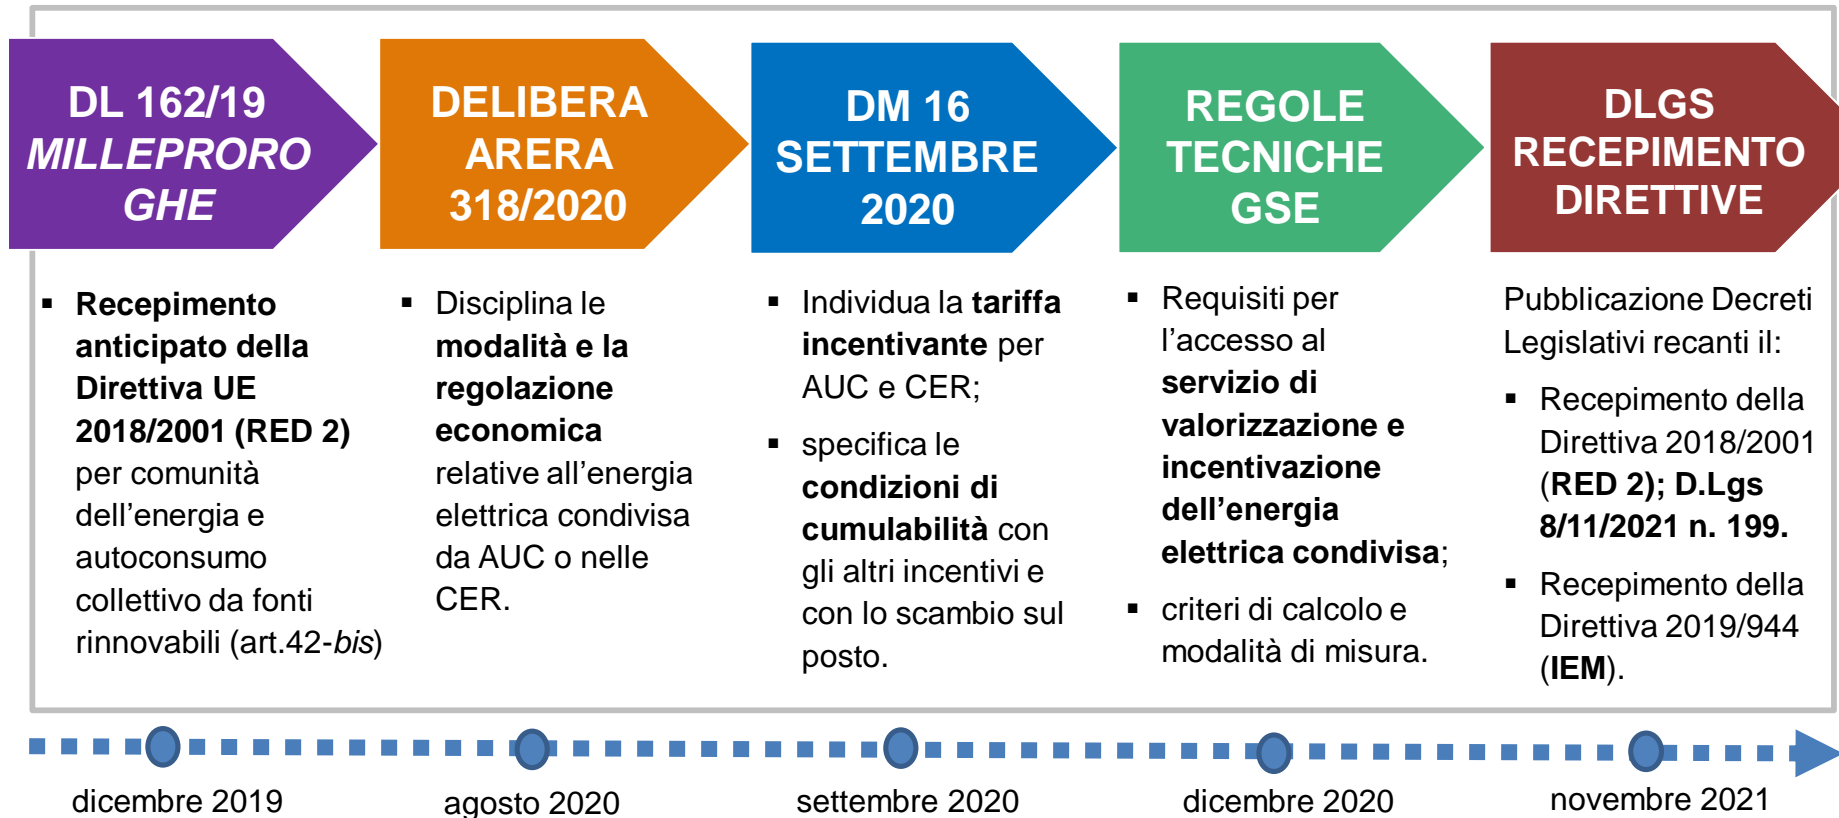 DL 162/19
MILLEPRORO
GHE
▪ Recepimento
anticipato della
Direttiva UE
2018/2001 (RED 2)
per comunità
dell’energia e
autoconsumo
collettivo da fonti
rinnovabili (art.42-bis)
dicembre 2019
DELIBERA
ARERA
318/2020
▪ Disciplina le
modalità e la
regolazione
economica
relative all’energia
elettrica condivisa
da AUC o nelle
CER.
agosto 2020
DM 16
SETTEMBRE
2020
▪ Individua la tariffa
incentivante per
AUC e CER;
▪ specifica le
condizioni di
cumulabilità con
gli altri incentivi e
con lo scambio sul
posto.
settembre 2020
REGOLE
TECNICHE
GSE
▪ Requisiti per
l’accesso al
servizio di
valorizzazione e
incentivazione
dell’energia
elettrica condivisa;
▪ criteri di calcolo e
modalità di misura.
dicembre 2020
DLGS
RECEPIMENTO
DIRETTIVE
Pubblicazione Decreti
Legislativi recanti il:
▪ Recepimento della
Direttiva 2018/2001
(RED 2); D.Lgs
8/11/2021 n. 199.
▪ Recepimento della
Direttiva 2019/944
(IEM).
novembre 2021